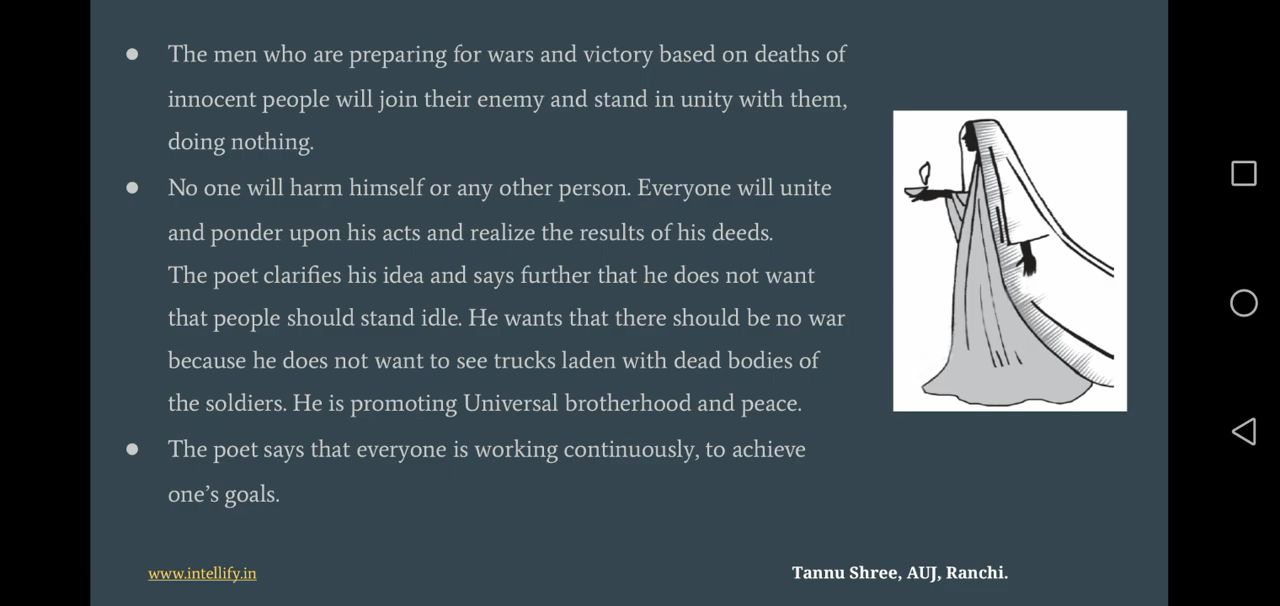 ● The men who are preparing for wars and victory based on deaths of
innocent people will join their enemy and stand in unity with them,
doing nothing.
● No one will harm himself or any other person. Everyone will unite
and ponder upon his acts and realize the results of his deeds.
The poet clarifies his idea and says further that he does not want
that people should stand idle. He wants that there should be no war
because he does not want to see trucks laden with dead bodies of
the soldiers. He is promoting Universal brotherhood and peace.
● The poet says that everyone is working continuously, to achieve
one’s goals.
www.intellify.in
Tannu Shree, AUJ, Ranchi.